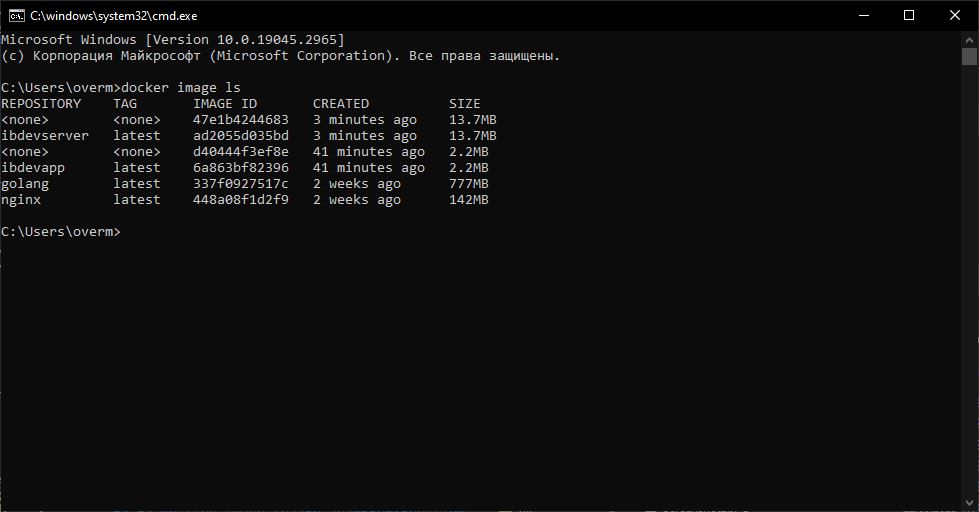 C:\windows\system32\cmd.exe
Microsoft Windows [Version 10.0.19045.2965]
(c) Корпорация Майкрософт (Microsoft Corporation). Все права защищены.
C:\Users\overm>docker image ls
REPOSITORY TAG IMAGE ID CREATED SIZE
<none> <none> 47e1b4244683 3 minutes ago 13.7MB
ibdevserver latest ad2055d035bd 3 minutes ago 13.7MB
<none> <none> d40444f3ef8e 41 minutes ago 2.2MB
ibdevapp latest 6a863bf82396 41 minutes ago 2.2MB
golang latest 337f0927517c 2 weeks ago 777MB
nginx latest 448a08f1d2f9 2 weeks ago 142MB
C:\Users\overm>